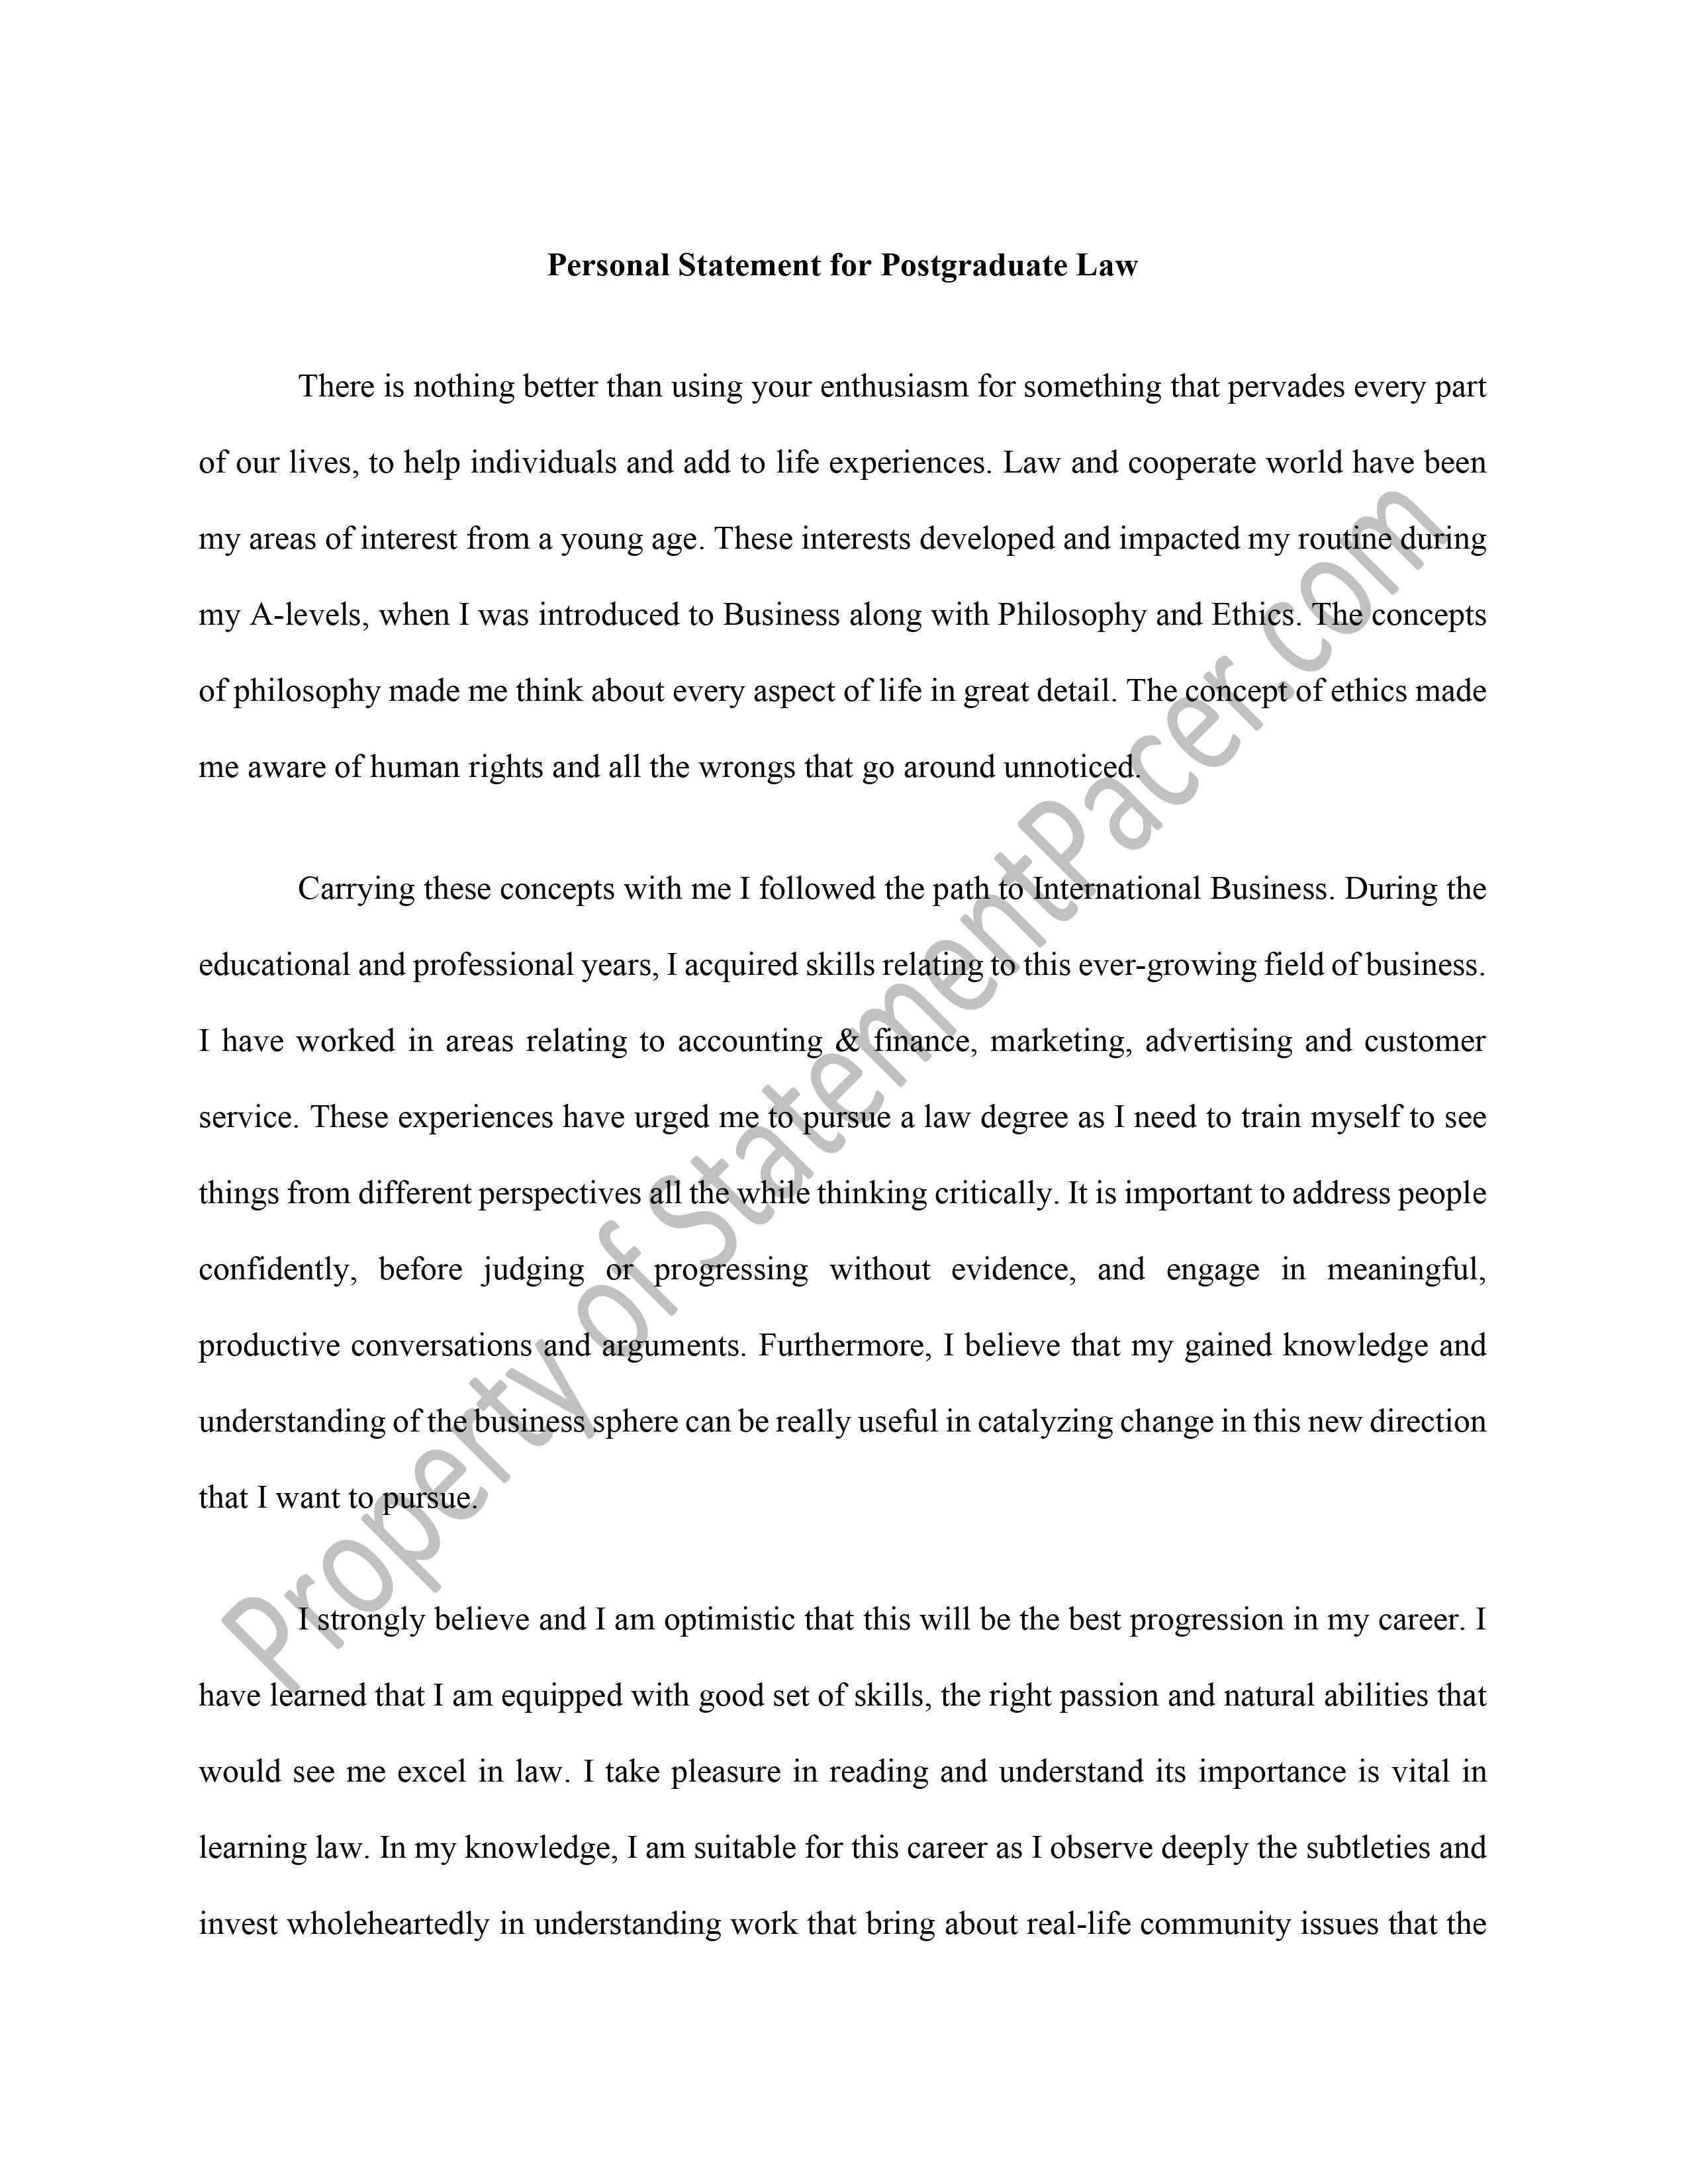 Personal Statement for Postgraduate Law
There is nothing better than using your enthusiasm for something that pervades every part
of our lives, to help individuals and add to life experiences. Law and cooperate world have been
my areas of interest from a young age. These interests developed and impacted my routine during
my A-levels, when I was introduced to Business along with Philosophy and Ethics. The concepts
of philosophy made me think about every aspect of life in great detail. The concept of ethics made
me aware of human rights and all the wrongs that go around unnoticed.
Carrying these concepts with me I followed the path to International Business. During the
educational and professional years, I acquired skills relating to this ever-growing field of business.
I have worked in areas relating to accounting & finance, marketing, advertising and customer
service. These experiences have urged me to pursue a law degree as I need to train myself to see
things from different perspectives all the while thinking critically. It is important to address people
confidently, before judging or progressing without evidence, and engage in meaningful,
productive conversations and arguments. Furthermore, I believe that my gained knowledge and
understanding of the business sphere can be really useful in catalyzing change in this new direction
that I want to pursue.
I strongly believe and I am optimistic that this will be the best progression in my career. I
have learned that I am equipped with good set of skills, the right passion and natural abilities that
would see me excel in law. I take pleasure in reading and understand its importance is vital in
learning law. In my knowledge, I am suitable for this career as I observe deeply the subtleties and
invest wholeheartedly in understanding work that bring about real-life community issues that the
Property of StatementPacer.com